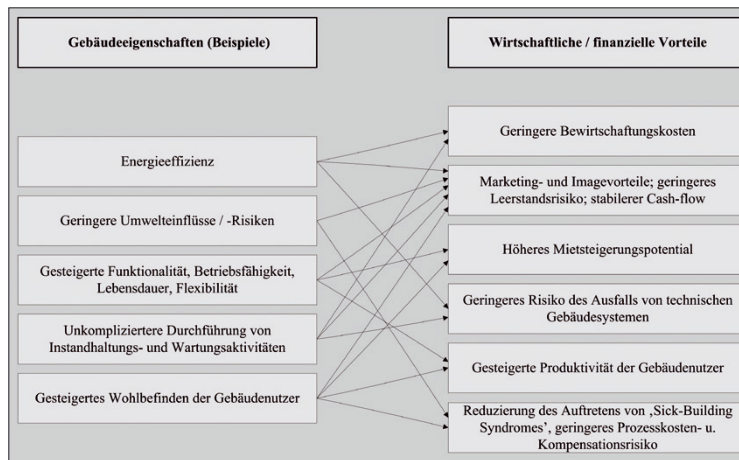 Gebäudeeigenschaften (Beispiele)
Wirtschaftliche / finanzielle Vorteile
Energieeffizienz
Geringere Umwelteinflüsse / -Risiken
Gesteigerte Funktionalität, Betriebsfähigkeit,
Lebensdauer, Flexibilität
Unkompliziertere Durchführung von
Instandhaltungs- und Wartungsaktivitäten
Gesteigertes Wohlbefinden der Gebäudenutzer
Geringere Bewirtschaftungskosten
Marketing- und Imagevorteile; geringeres
Leerstandsrisiko; stabilerer Cash-flow
Höheres Mietsteigerungspotential
Geringeres Risiko des Ausfalls von technischen
Gebäudesystemen
Gesteigerte Produktivität der Gebäudenutzer
Reduzierung des Auftretens von ‚Sick-Building
Syndromes’, geringeres Prozesskosten- u.
Kompensationsrisiko